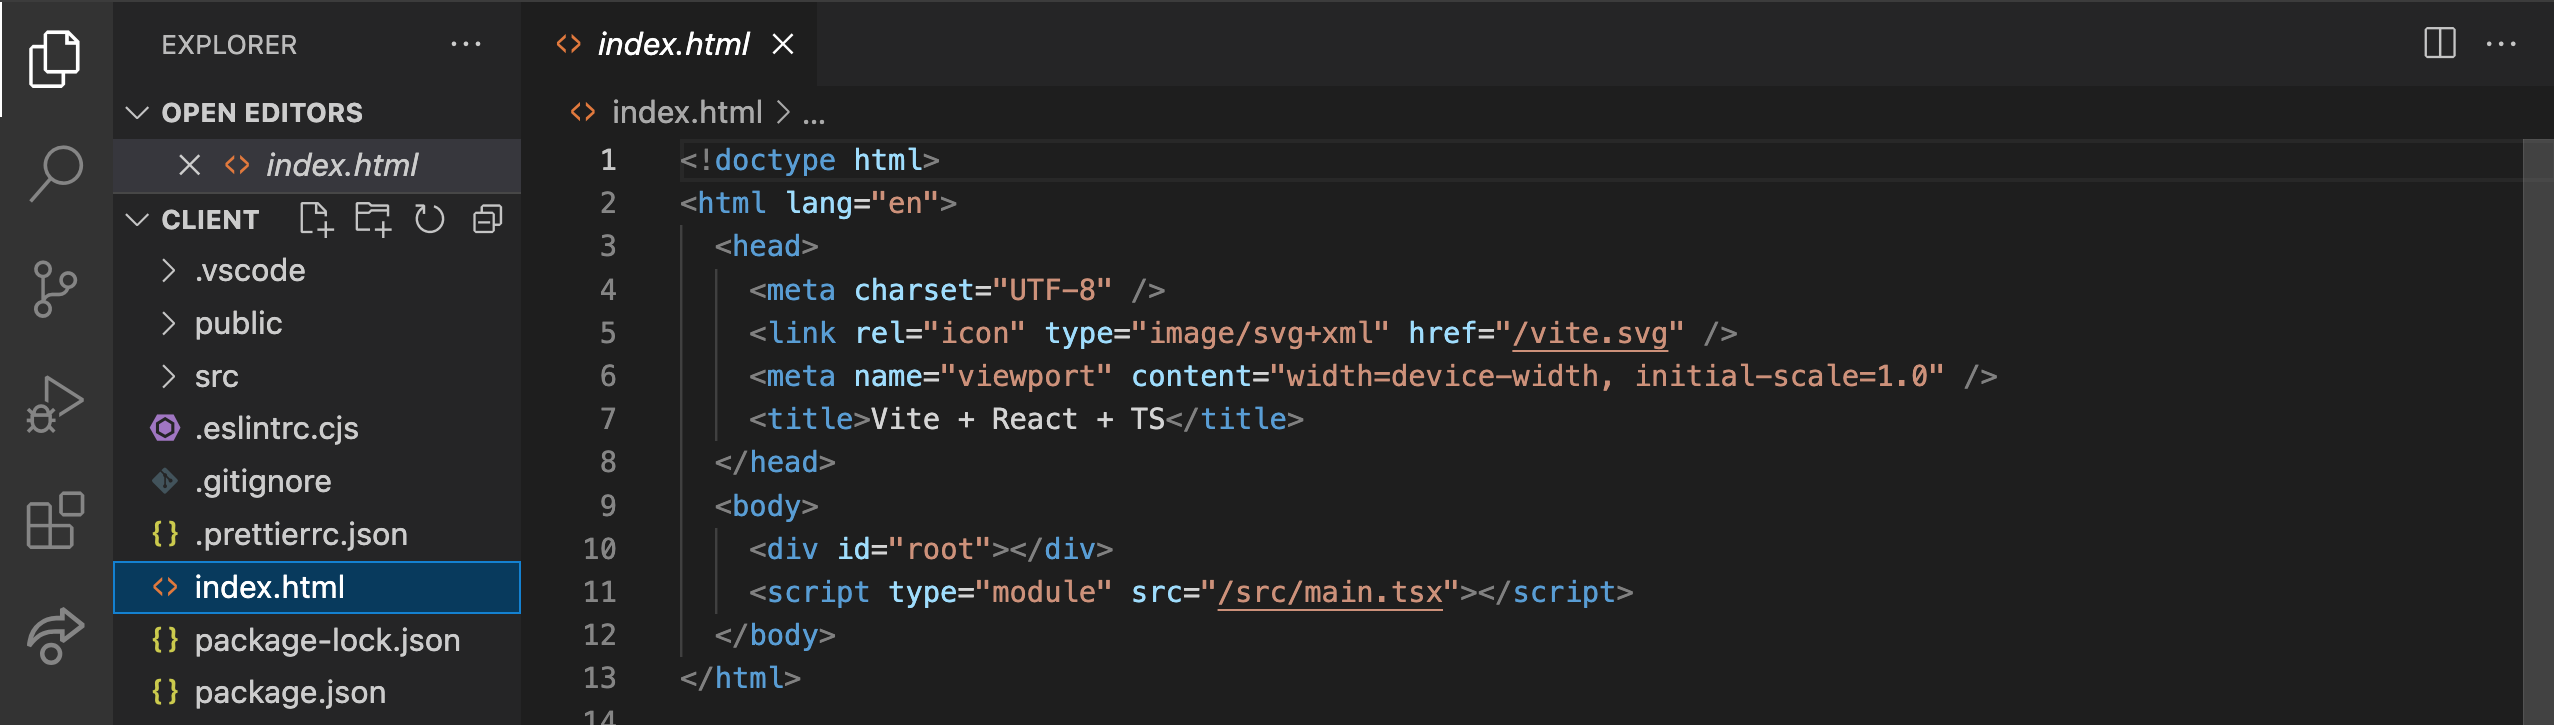 EXPLORER
OPEN EDITORS
index.html
CLIENT
.vscode
public
src
.eslintrc.cjs
.gitignore
.prettierrc.json
index.html
package-lock.json
package.json
index.html
index.html > ...
1 <!doctype html>
2 <html lang="en">
3 <head>
4 <meta charset="UTF-8" />
5 <link rel="icon" type="image/svg+xml" href="/vite.svg" />
6 <meta name="viewport" content="width=device-width, initial-scale=1.0" />
7 <title>Vite + React + TS</title>
8 </head>
9 <body>
10 <div id="root"></div>
11 <script type="module" src="/src/main.tsx"></script>
12 </body>
13 </html>
14